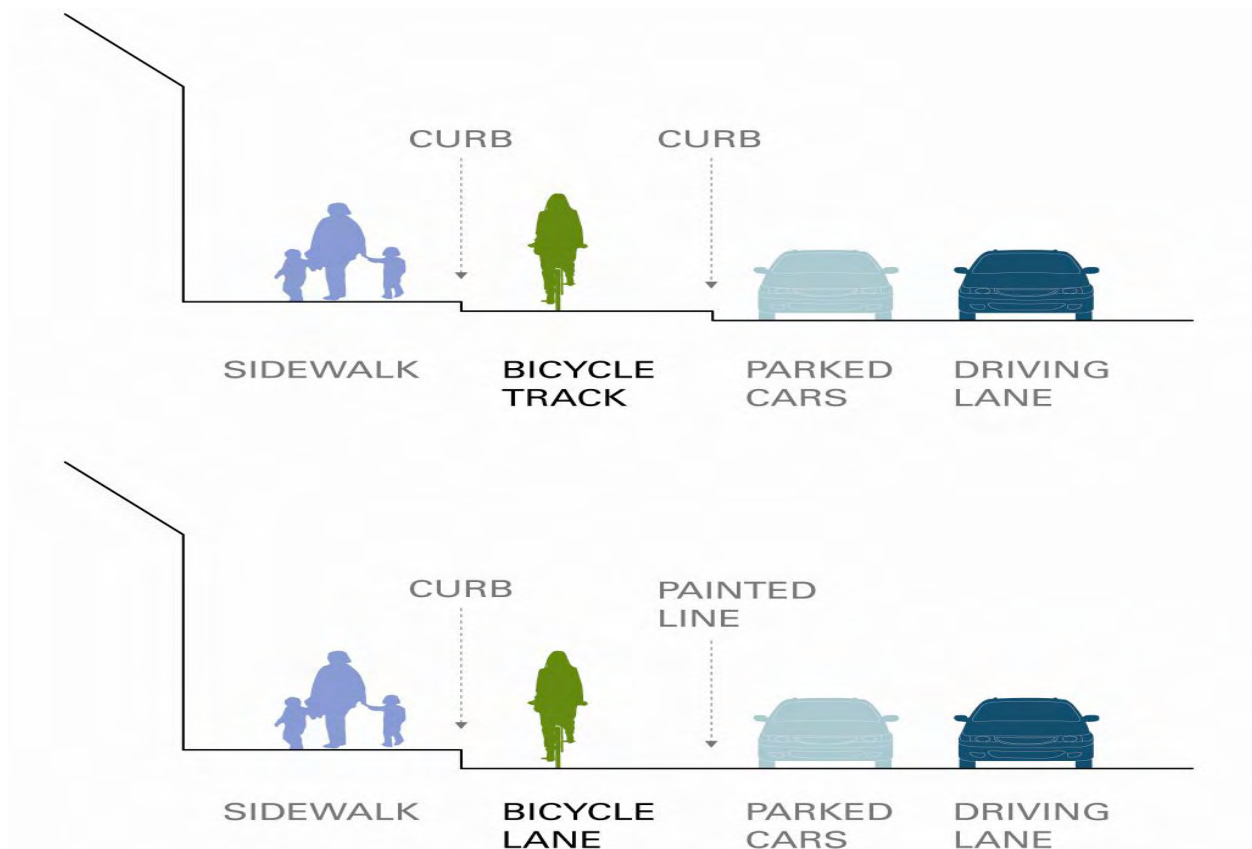 CURB CURB
SIDEWALK BICYCLE TRACK PARKED CARS DRIVING LANE
CURB PAINTED LINE
SIDEWALK BICYCLE LANE PARKED CARS DRIVING LANE